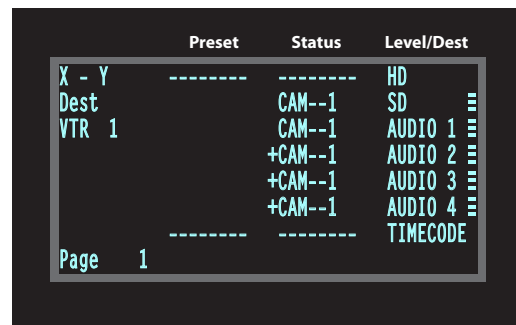 Preset Status Level/Dest
X - Y -------- -------- HD
Dest CAM--1 SD
VTR 1 CAM--1 AUDIO 1
+CAM--1 AUDIO 2
+CAM--1 AUDIO 3
+CAM--1 AUDIO 4
-------- -------- TIMECODE
Page 1